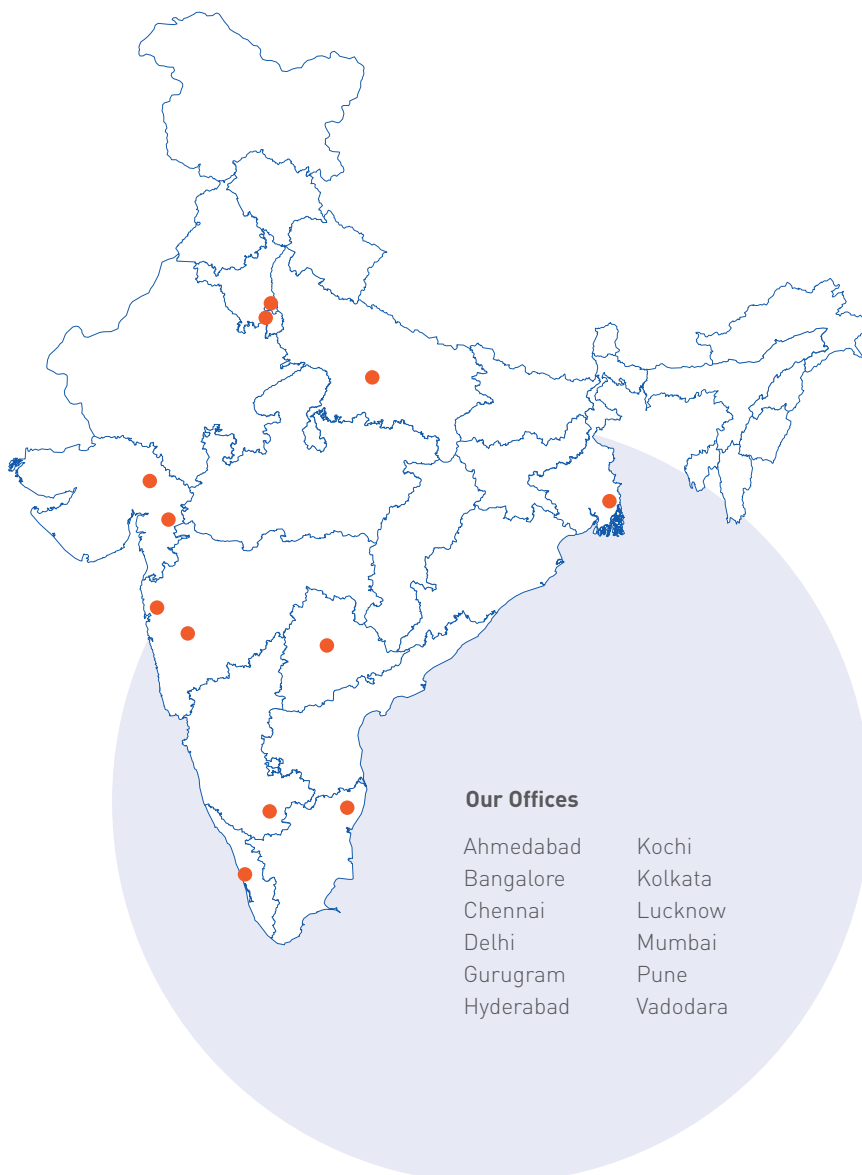 Our Offices
Ahmedabad
Bangalore
Chennai
Delhi
Gurugram
Hyderabad
Kochi
Kolkata
Lucknow
Mumbai
Pune
Vadodara